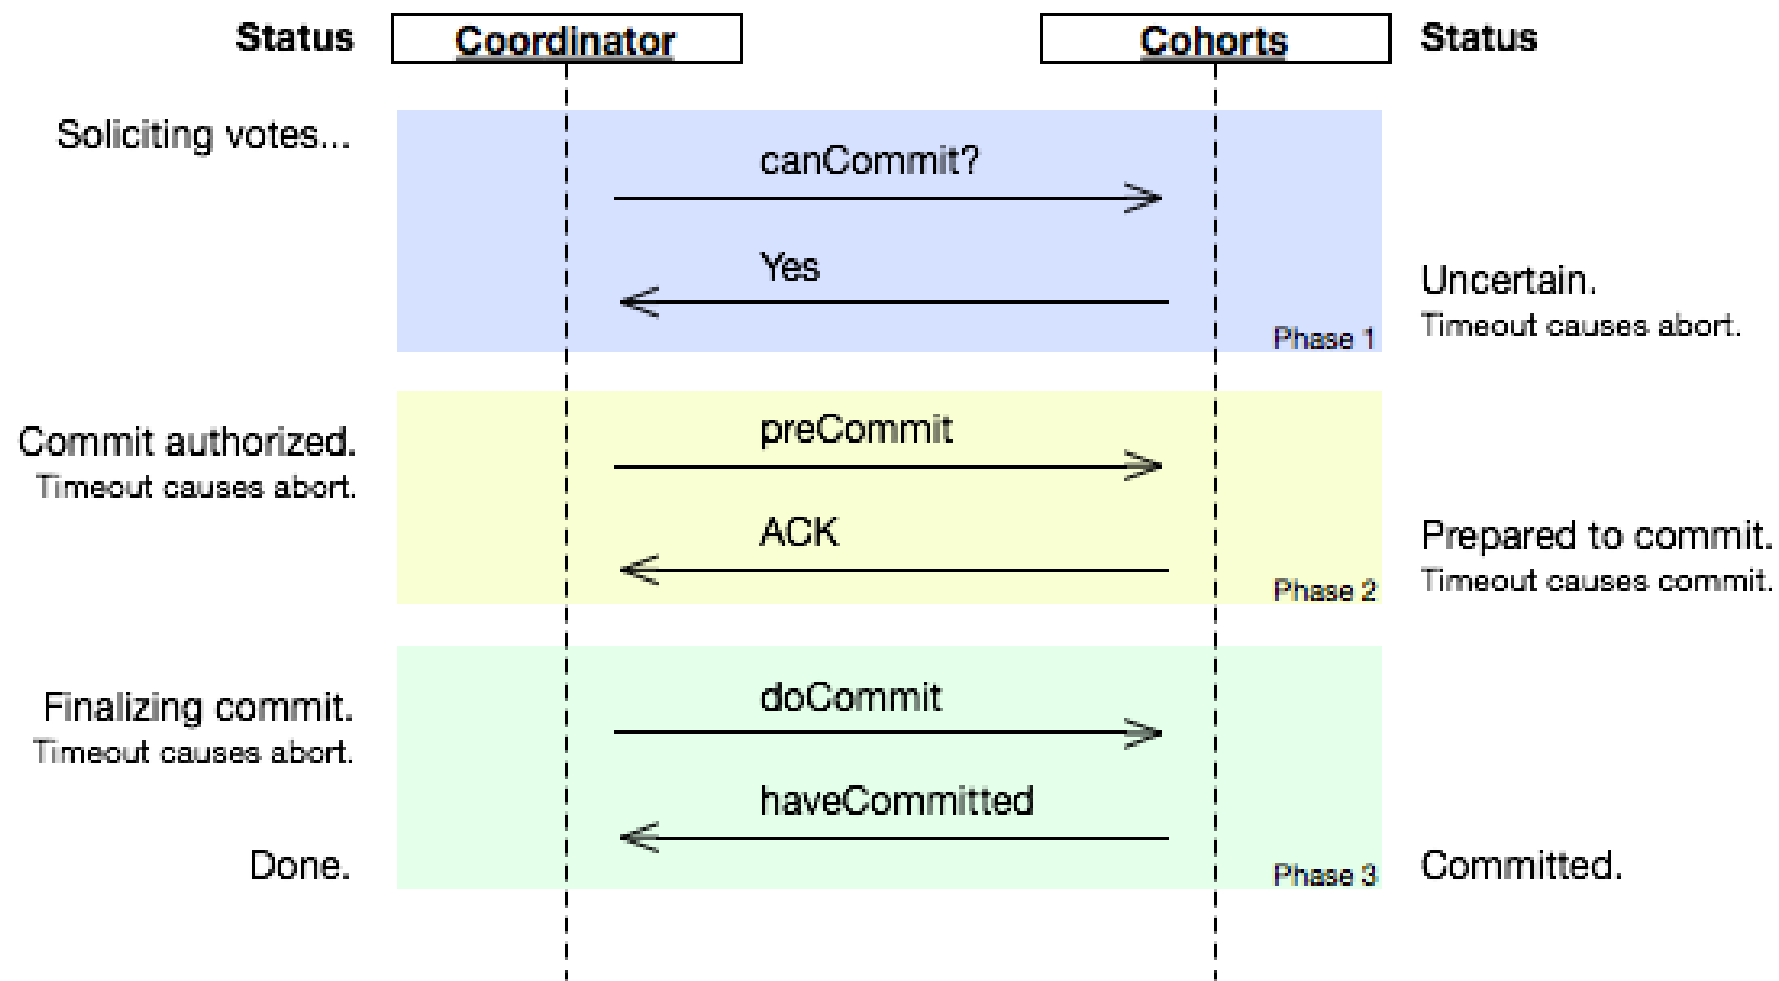 Status Coordinator Cohorts Status
Soliciting votes...
canCommit?
Yes
Uncertain.
Timeout causes abort.
Phase 1
preCommit
Commit authorized.
Timeout causes abort.
ACK
Prepared to commit.
Timeout causes commit.
Phase 2
doCommit
Finalizing commit.
Timeout causes abort.
haveCommitted
Done.
Phase 3
Committed.